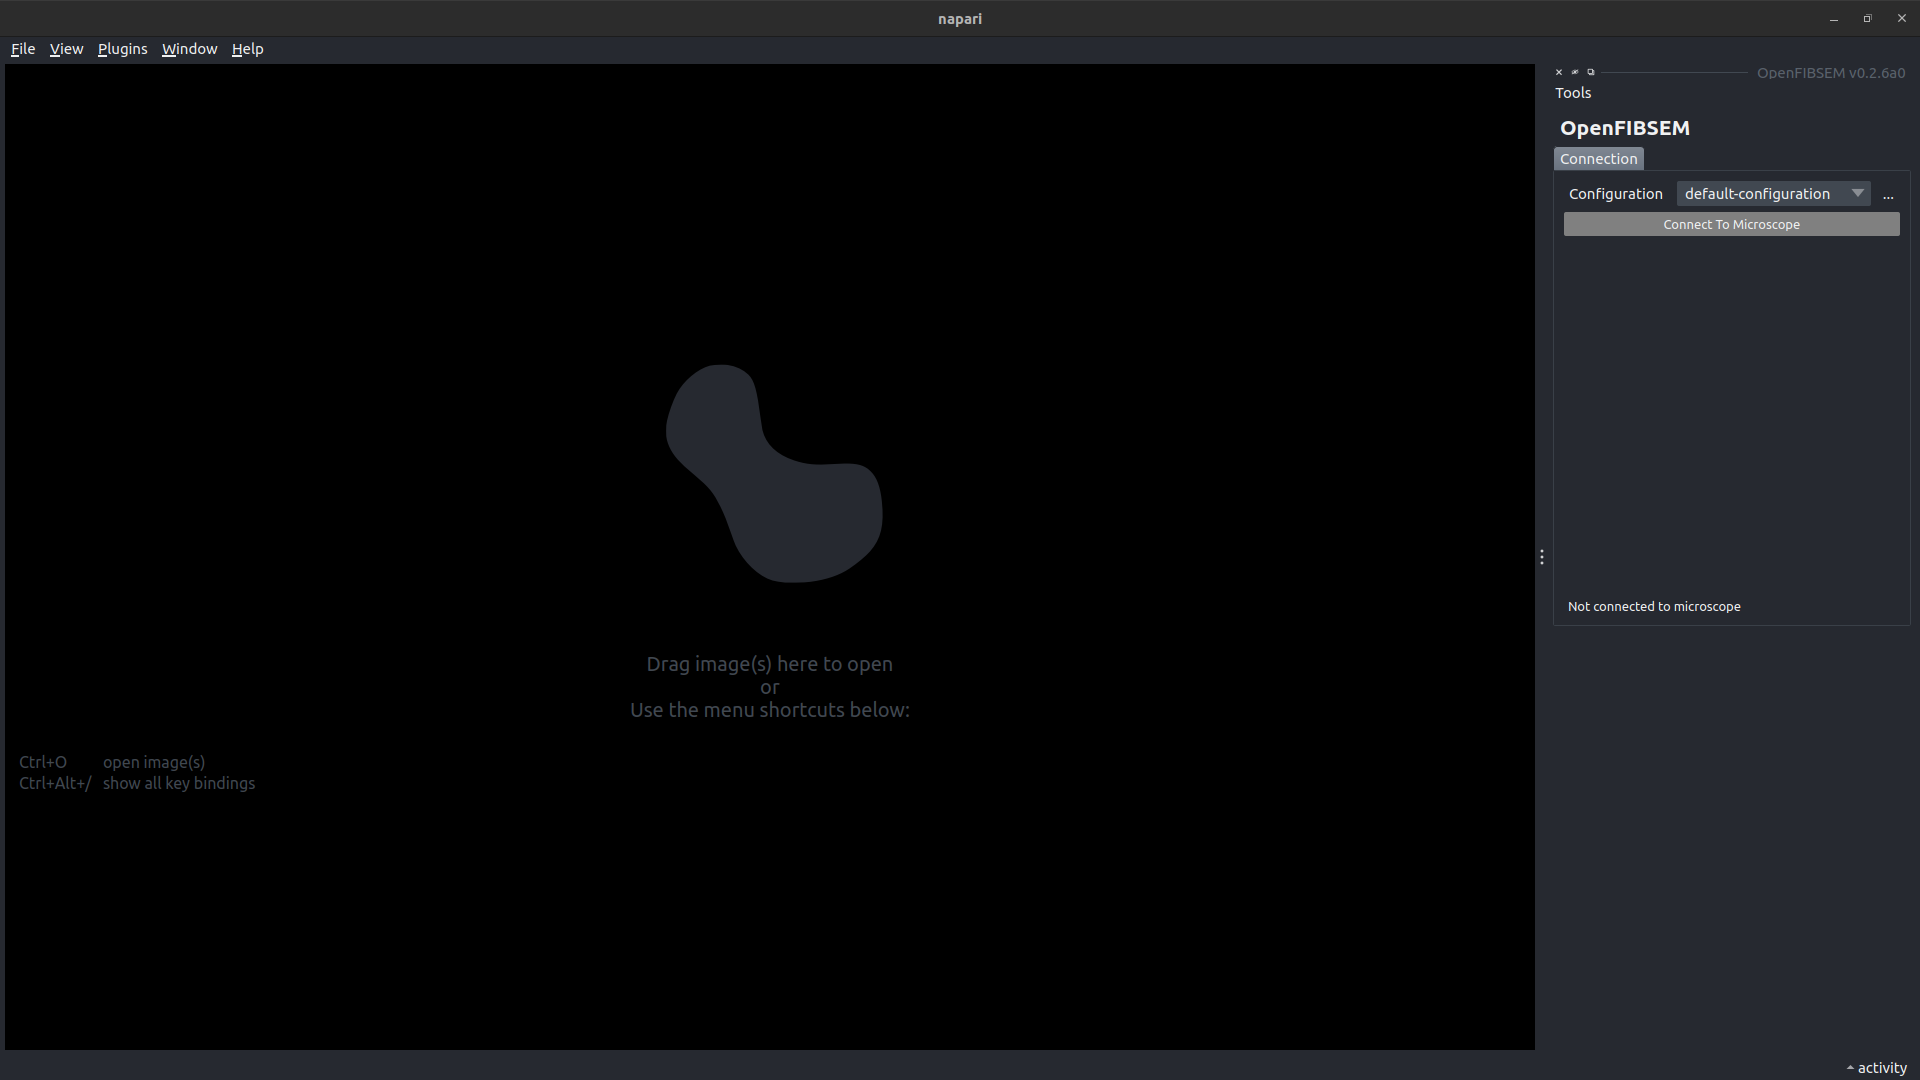 napari
File View Plugins Window Help
OpenFIBSEM v0.2.6a0
Tools
OpenFIBSEM
Connection
Configuration default-configuration ...
Connect To Microscope
Not connected to microscope
Drag image(s) here to open
or
Use the menu shortcuts below:
Ctrl+O open image(s)
Ctrl+Alt+/ show all key bindings
activity